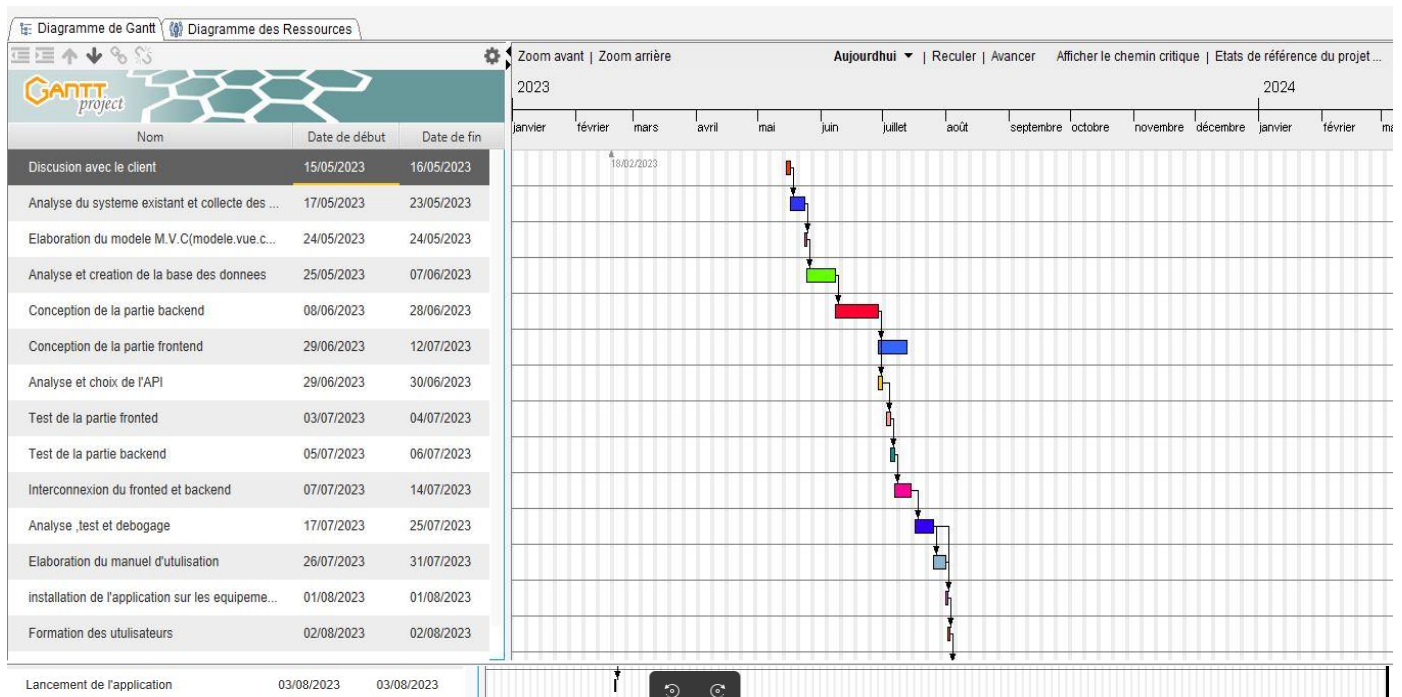 Diagramme de Gantt Diagramme des Ressources
Zoom avant | Zoom arrière Aujourdhui ▼ | Reculer | Avancer Afficher le chemin critique | Etats de référence du projet ...
GANTT
project
2023 2024
Nom Date de début Date de fin
janvier février mars avril mai juin juillet août septembre octobre novembre décembre janvier février ma
18/02/2023
Discusion avec le client 15/05/2023 16/05/2023
Analyse du systeme existant et collecte des ... 17/05/2023 23/05/2023
Elaboration du modele M.V.C(modele.vue.c... 24/05/2023 24/05/2023
Analyse et creation de la base des donnees 25/05/2023 07/06/2023
Conception de la partie backend 08/06/2023 28/06/2023
Conception de la partie frontend 29/06/2023 12/07/2023
Analyse et choix de l'API 29/06/2023 30/06/2023
Test de la partie fronted 03/07/2023 04/07/2023
Test de la partie backend 05/07/2023 06/07/2023
Interconnexion du fronted et backend 07/07/2023 14/07/2023
Analyse ,test et debogage 17/07/2023 25/07/2023
Elaboration du manuel d'utulisation 26/07/2023 31/07/2023
installation de l'application sur les equipeme... 01/08/2023 01/08/2023
Formation des utulisateurs 02/08/2023 02/08/2023
Lancement de l'application 03/08/2023 03/08/2023